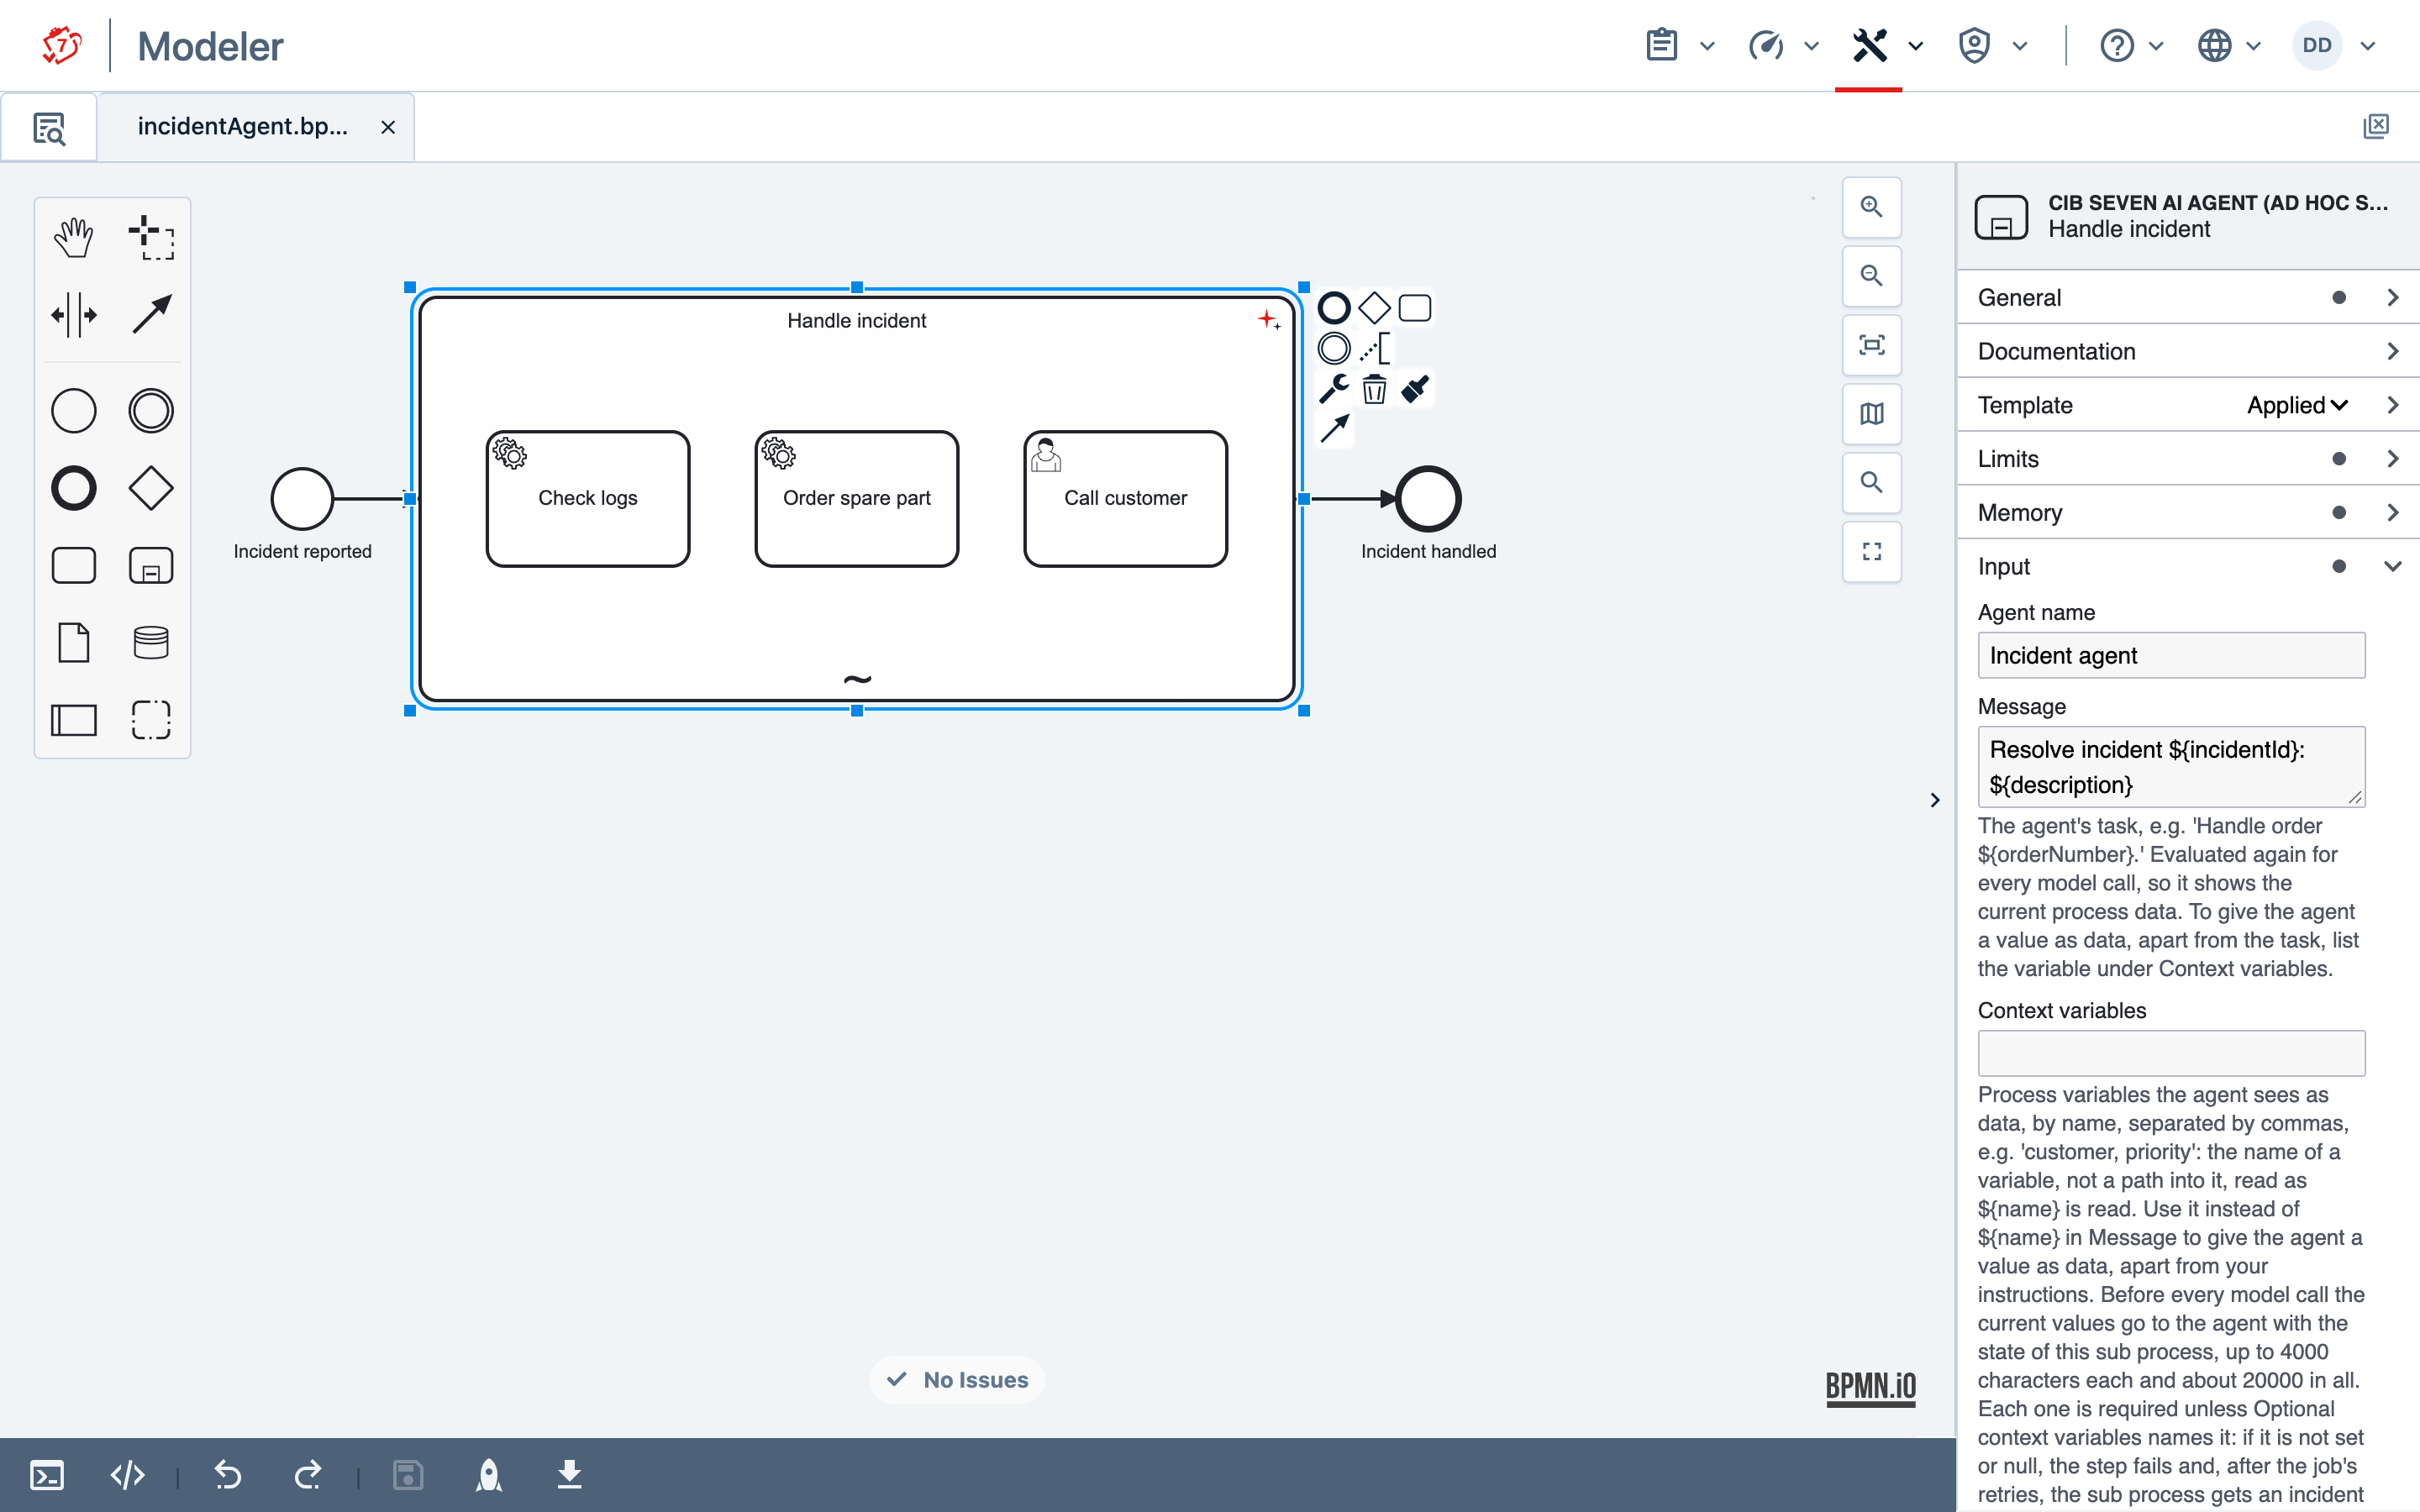 7
Modeler
DD
incidentAgent.bp...
Handle incident
Check logs
Order spare part
Call customer
Incident reported
Incident handled
No Issues
BPMN.iO
CIB SEVEN AI AGENT (AD HOC S...
Handle incident
General
Documentation
Template
Applied
Limits
Memory
Input
Agent name
Incident agent
Message
Resolve incident ${incidentId}:
${description}
The agent's task, e.g. 'Handle order
${orderNumber}.' Evaluated again for
every model call, so it shows the
current process data. To give the agent
a value as data, apart from the task, list
the variable under Context variables.
Context variables
Process variables the agent sees as
data, by name, separated by commas,
e.g. 'customer, priority': the name of a
variable, not a path into it, read as
${name} is read. Use it instead of
${name} in Message to give the agent a
value as data, apart from your
instructions. Before every model call the
current values go to the agent with the
state of this sub process, up to 4000
characters each and about 20000 in all.
Each one is required unless Optional
context variables names it: if it is not set
or null, the step fails and, after the job's
retries, the sub process gets an incident